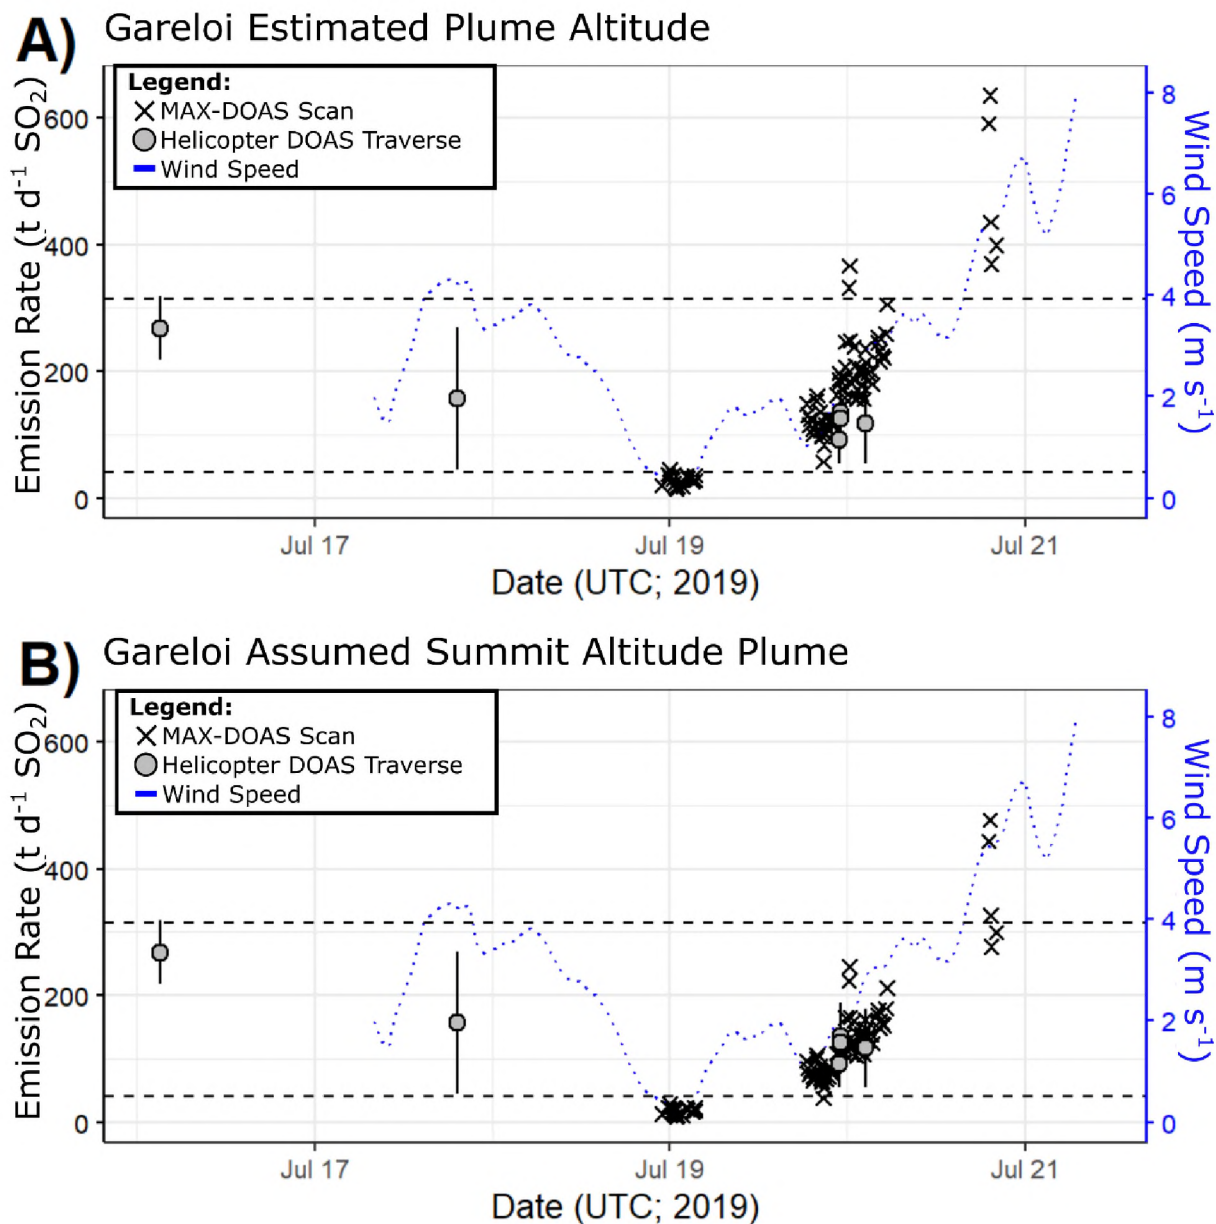 A) Gareloi Estimated Plume Altitude
Legend:
MAX-DOAS Scan
Helicopter DOAS Traverse
Wind Speed
Emission Rate (t d⁻¹ SO₂)
600
400
200
0
8
6
4
2
0
Wind Speed (m s⁻¹)
Jul 17
Jul 19
Jul 21
Date (UTC; 2019)
B) Gareloi Assumed Summit Altitude Plume
Legend:
MAX-DOAS Scan
Helicopter DOAS Traverse
Wind Speed
Emission Rate (t d⁻¹ SO₂)
600
400
200
0
8
6
4
2
0
Wind Speed (m s⁻¹)
Jul 17
Jul 19
Jul 21
Date (UTC; 2019)